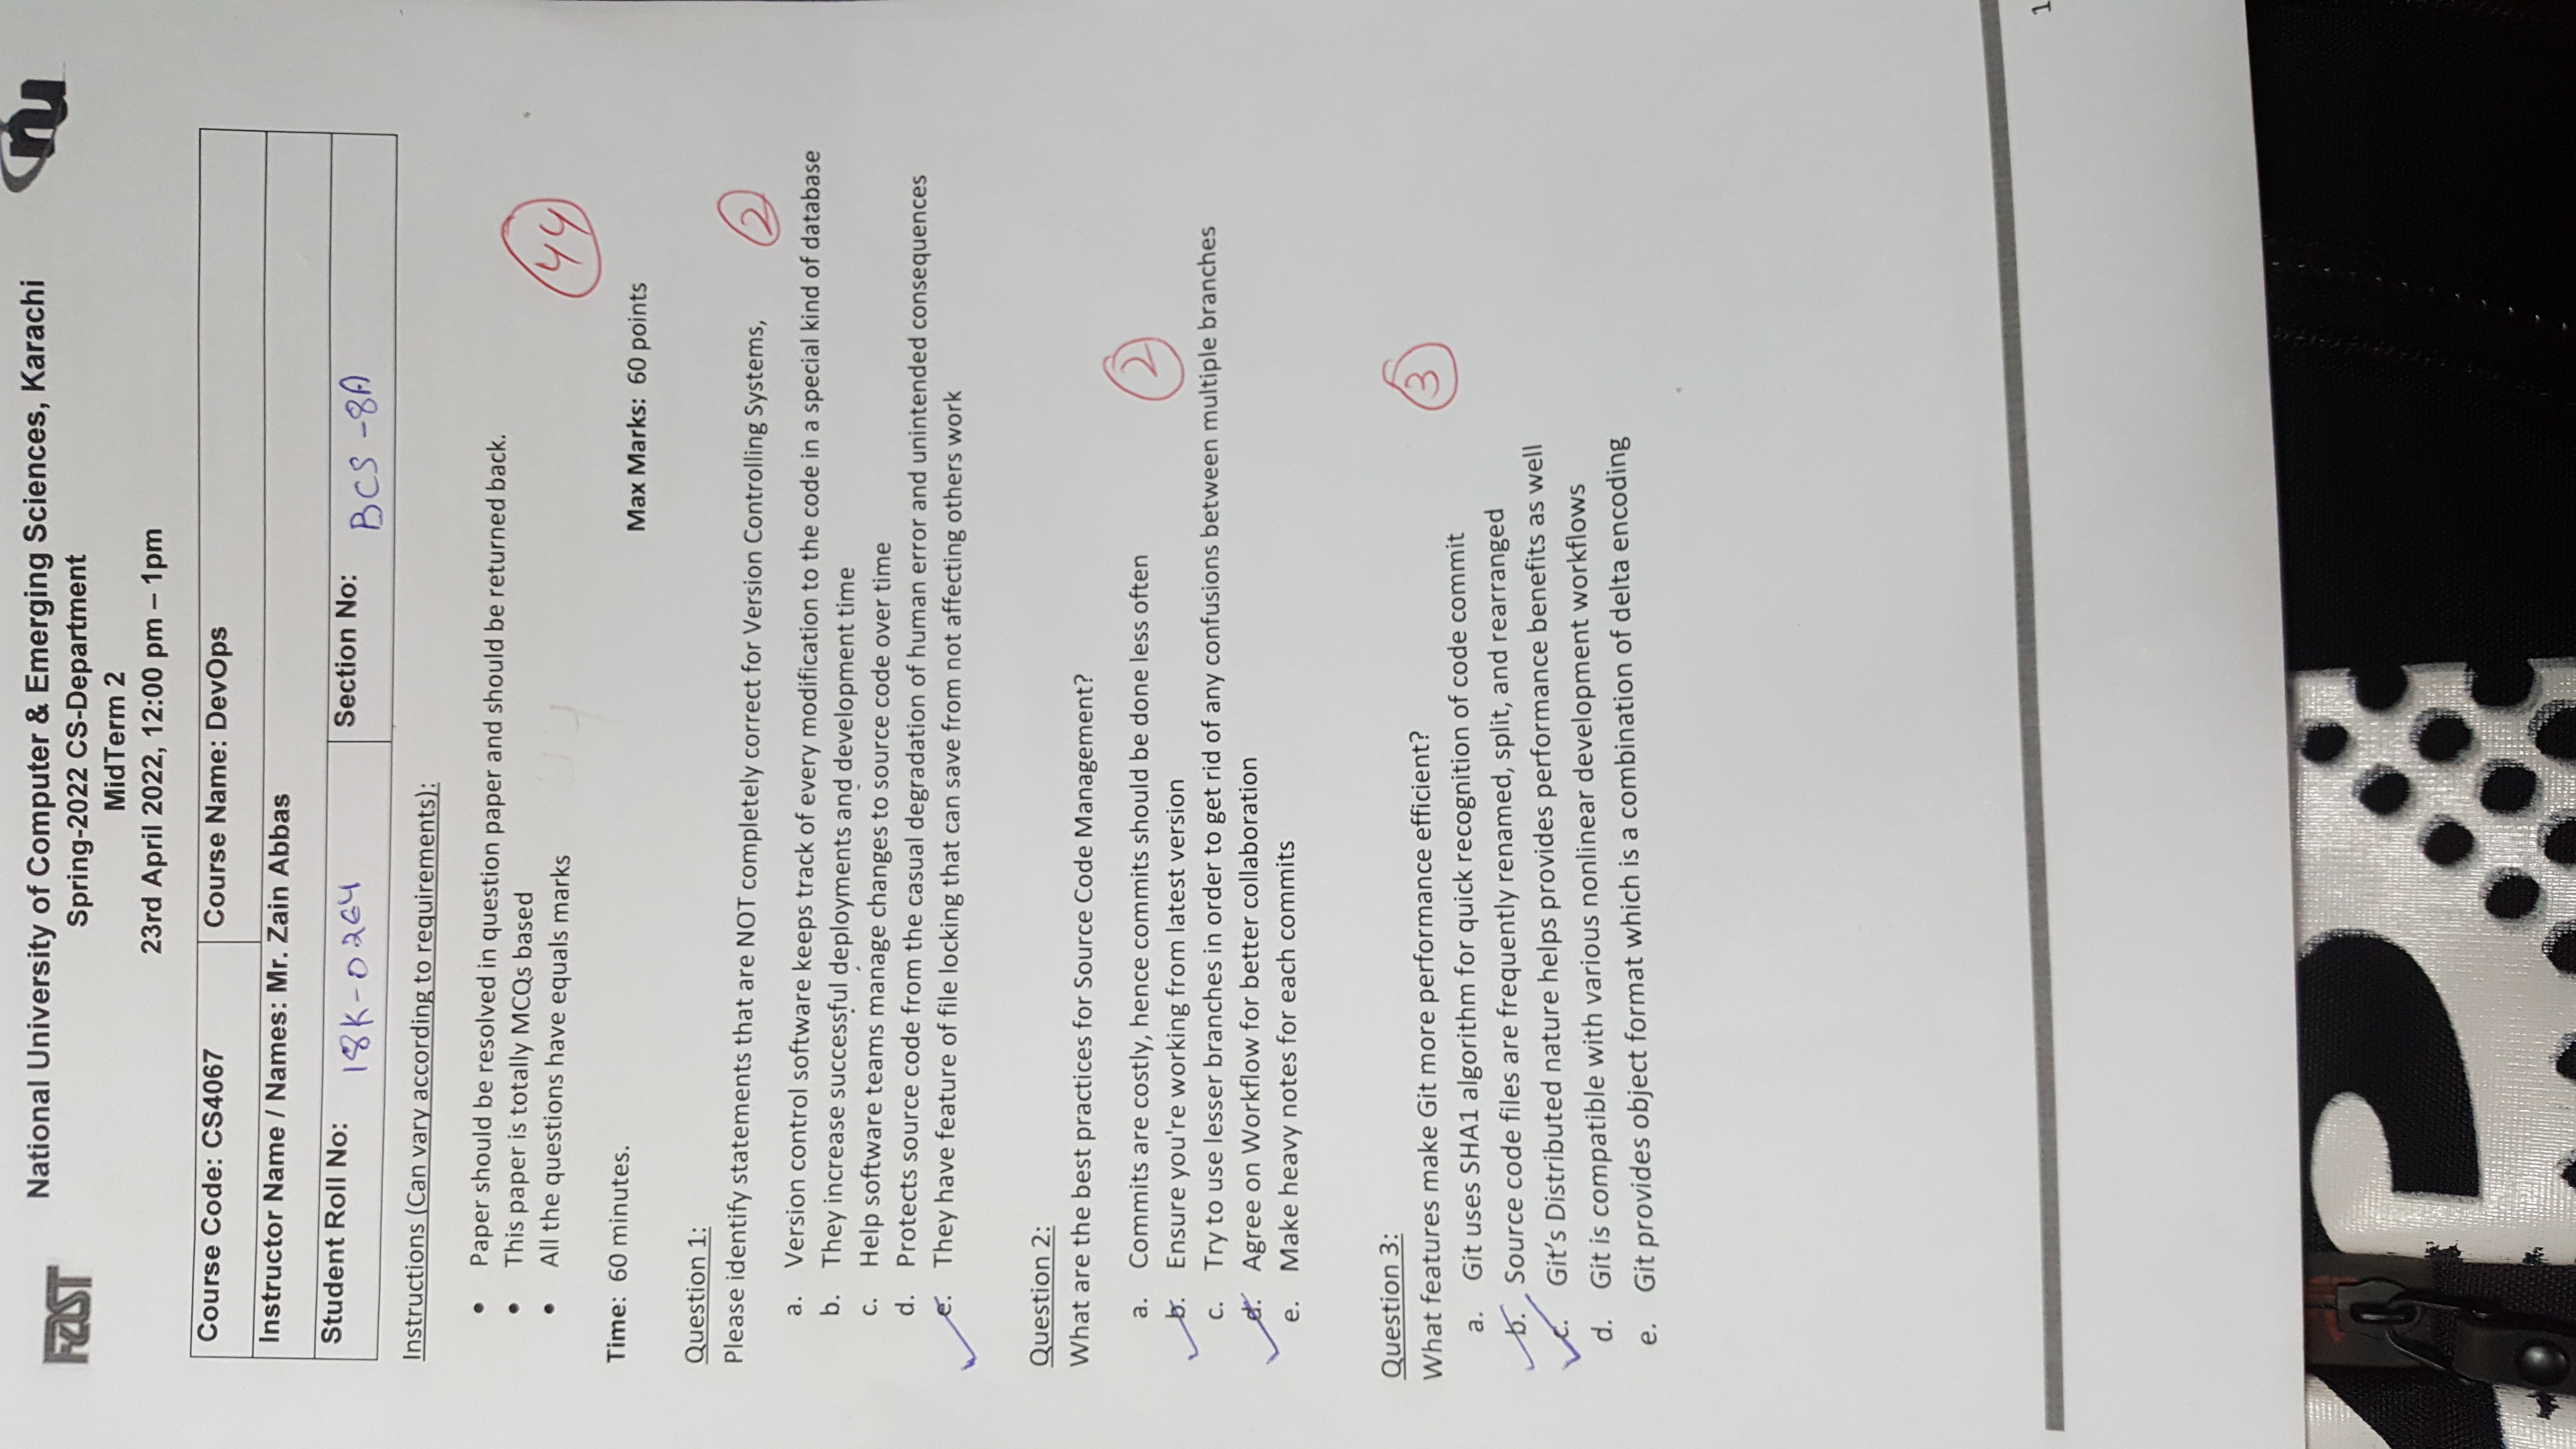 FAST
National University of Computer & Emerging Sciences, Karachi
nu
Spring-2022 CS-Department
MidTerm 2
23rd April 2022, 12:00 pm – 1pm
Course Code: CS4067 Course Name: DevOps
Instructor Name / Names: Mr. Zain Abbas
Student Roll No: 18K-0264 Section No: BCS-8A
Instructions (Can vary according to requirements):
• Paper should be resolved in question paper and should be returned back.
• This paper is totally MCQs based
• All the questions have equals marks
44
Time: 60 minutes.
Max Marks: 60 points
Question 1:
Please identify statements that are NOT completely correct for Version Controlling Systems,
2
a. Version control software keeps track of every modification to the code in a special kind of database
b. They increase successful deployments and development time
c. Help software teams manage changes to source code over time
d. Protects source code from the casual degradation of human error and unintended consequences
e. They have feature of file locking that can save from not affecting others work
Question 2:
What are the best practices for Source Code Management?
2
a. Commits are costly, hence commits should be done less often
b. Ensure you're working from latest version
c. Try to use lesser branches in order to get rid of any confusions between multiple branches
d. Agree on Workflow for better collaboration
e. Make heavy notes for each commits
Question 3:
What features make Git more performance efficient?
3
a. Git uses SHA1 algorithm for quick recognition of code commit
b. Source code files are frequently renamed, split, and rearranged
c. Git’s Distributed nature helps provides performance benefits as well
d. Git is compatible with various nonlinear development workflows
e. Git provides object format which is a combination of delta encoding
1